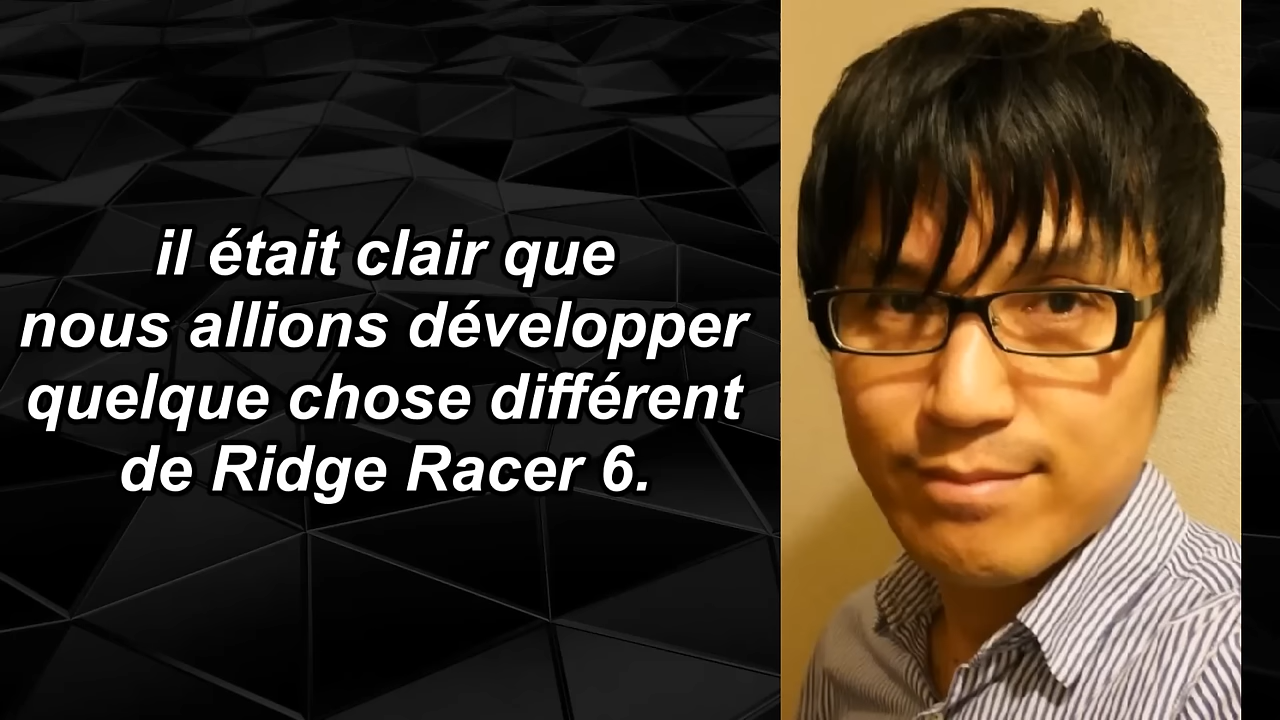 il était clair que
nous allions développer
quelque chose différent
de Ridge Racer 6.